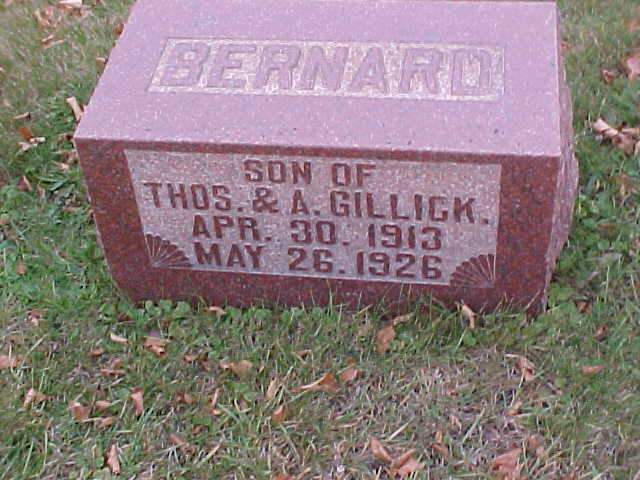 BERNARD
SON OF
THOS. & A. GILLICK.
APR. 30. 1913
MAY 26. 1926